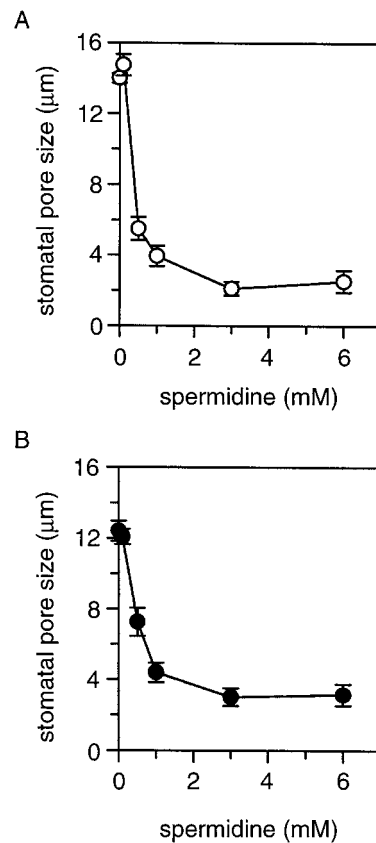 A
16
12
8
4
0
stomatal pore size (μm)
0 2 4 6
spermidine (mM)
B
16
12
8
4
0
stomatal pore size (μm)
0 2 4 6
spermidine (mM)